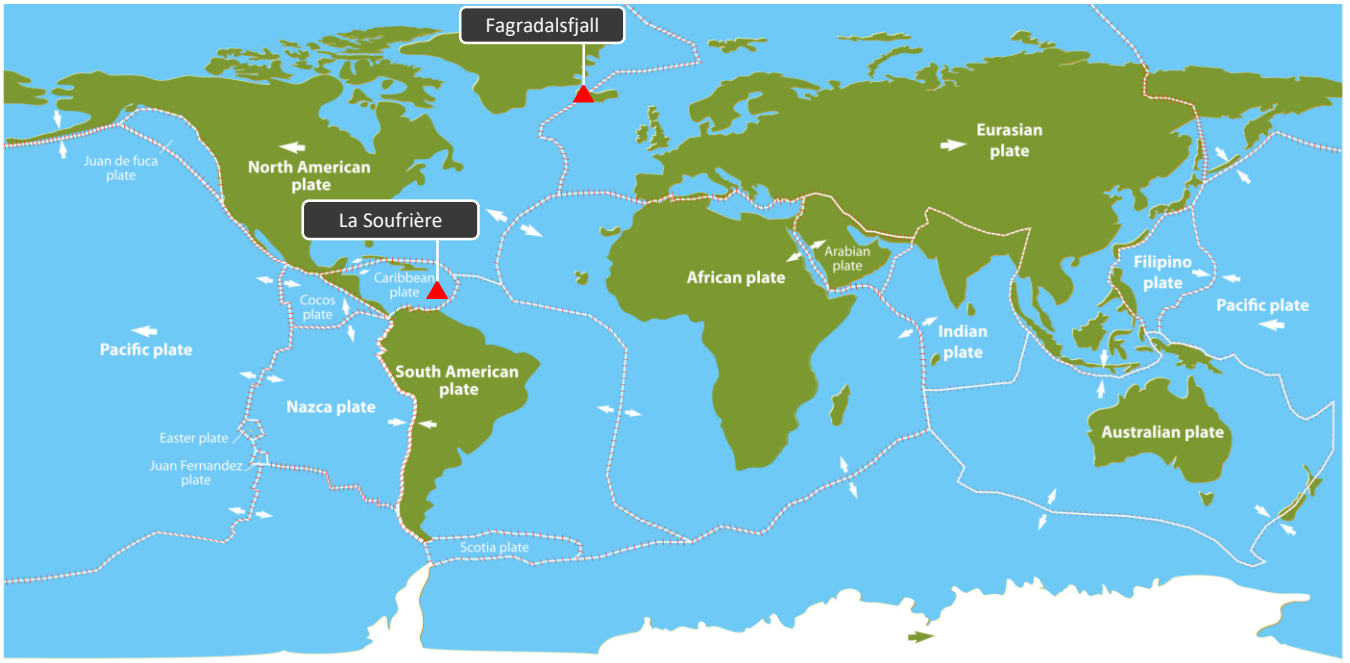 Fagradalsfjall
Eurasian
plate
Juan de fuca
plate
North American
plate
La Soufrière
Arabian
plate
African plate
Filipino
plate
Caribbean
plate
Cocos
plate
Pacific plate
Indian
plate
Pacific plate
South American
plate
Nazca plate
Australian plate
Easter plate
Juan Fernandez
plate
Scotia plate